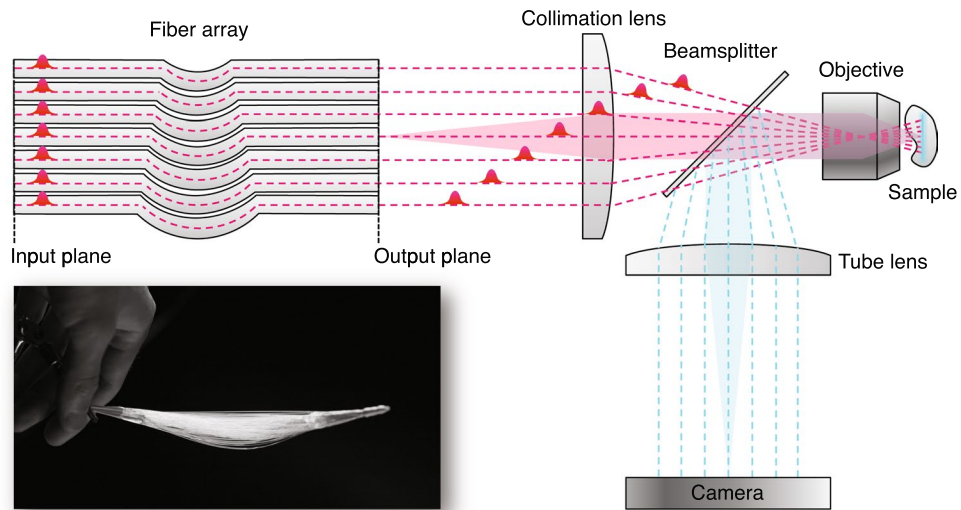 Fiber array
Collimation lens
Beamsplitter
Objective
Sample
Input plane
Output plane
Tube lens
Camera